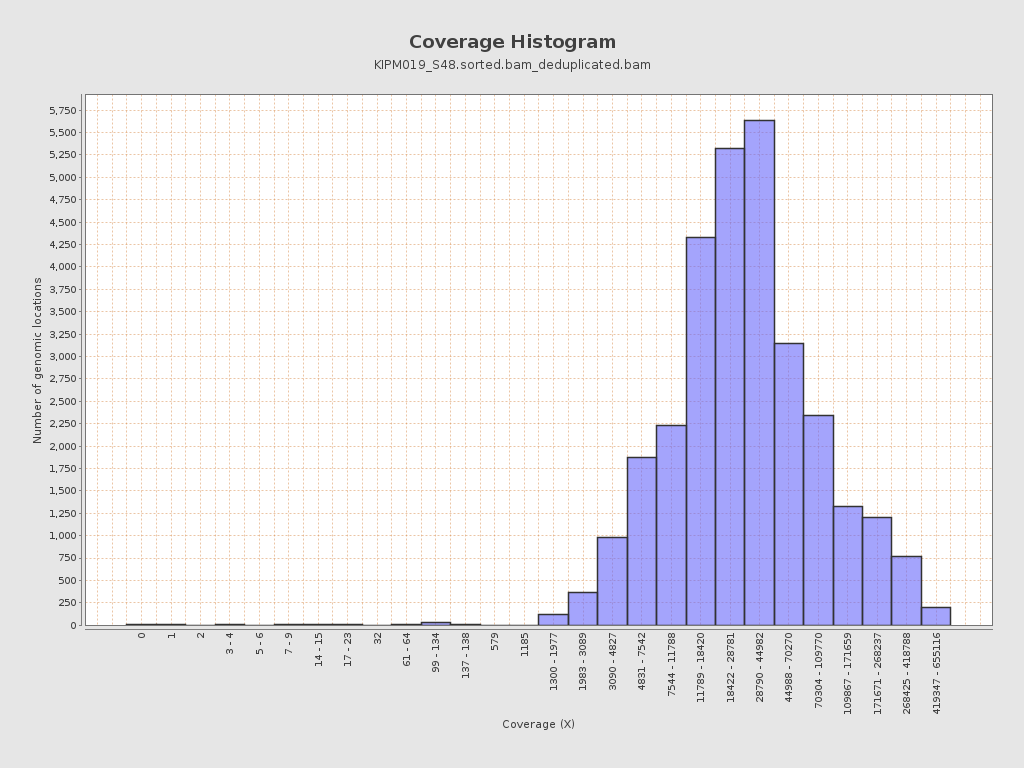 Coverage Histogram
KIPM019_S48.sorted.bam_deduplicated.bam
Number of genomic locations
5,750
5,500
5,250
5,000
4,750
4,500
4,250
4,000
3,750
3,500
3,250
3,000
2,750
2,500
2,250
2,000
1,750
1,500
1,250
1,000
750
500
250
0
0
1
2
3 - 4
5 - 6
7 - 9
14 - 15
17 - 23
32
61 - 64
99 - 134
137 - 138
579
1185
1300 - 1977
1983 - 3089
3090 - 4827
4831 - 7542
7544 - 11788
11789 - 18420
18422 - 28781
28790 - 44982
44988 - 70270
70304 - 109770
109867 - 171659
171671 - 268237
268425 - 418788
419347 - 655116
Coverage (X)